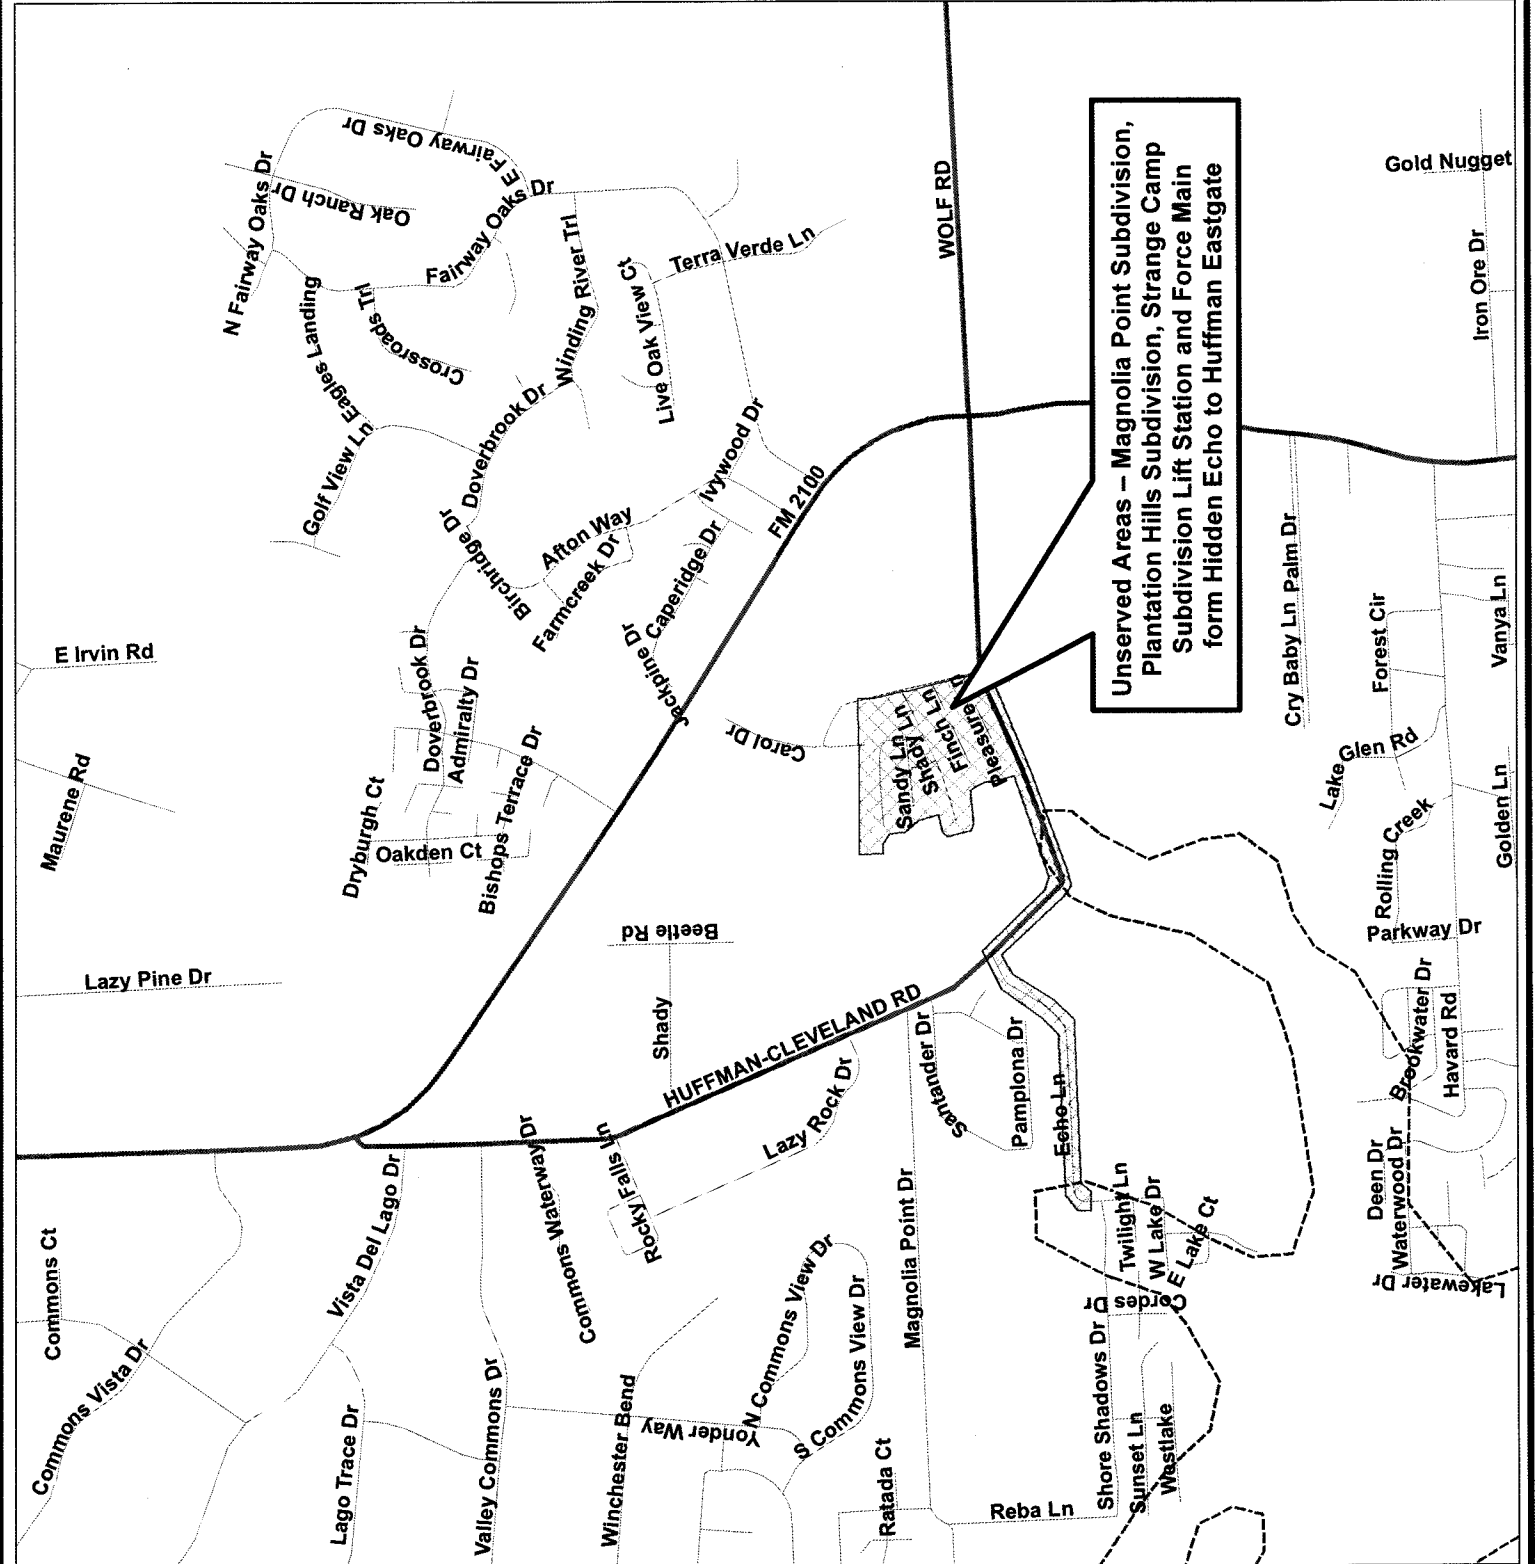 Unserved Areas – Magnolia Point Subdivision,
Plantation Hills Subdivision, Strange Camp
Subdivision Lift Station and Force Main
form Hidden Echo to Huffman Eastgate
N Fairway Oaks Dr
Oak Ranch Dr
E Fairway Oaks Dr
Fairway Oaks Dr
Eagles Landing
Crossroads Trl
Golf View Ln
Winding River Trl
Live Oak View Ct
Terra Verde Ln
WOLF RD
Gold Nugget
Iron Ore Dr
Doverbrook Dr
Birchridge Dr
Afton Way
Farmcreek Dr
Ivywood Dr
Caperidge Dr
Jackpine Dr
FM 2100
E Irvin Rd
Maurene Rd
Lazy Pine Dr
Doverbrook Dr
Admiralty Dr
Dryburgh Ct
Oakden Ct
Bishops Terrace Dr
Carol Dr
Sandy Ln
Shady Ln
Finch Ln
Pleasure Ln
Cry Baby Ln
Palm Dr
Forest Cir
Vanya Ln
Lake
Glen Rd
Golden Ln
Rolling Creek
Parkway Dr
Beetle Rd
Shady
HUFFMAN-CLEVELAND RD
Lazy Rock Dr
Rocky Falls Ln
Commons Waterway Dr
Santander Dr
Pamplona Dr
Echo Ln
Magnolia Point Dr
Twilight Ln
W Lake Dr
E Lake Ct
Cordes Dr
Shore Shadows Dr
Sunset Ln
Westlake
Reba Ln
Ratada Ct
Brookwater Dr
Havard Rd
Deen Dr
Waterwood Dr
Lakewater Dr
Commons Ct
Commons Vista Dr
Vista Del Lago Dr
Lago Trace Dr
Valley Commons Dr
Winchester Bend
Yonder Way
N Commons View Dr
S Commons View Dr